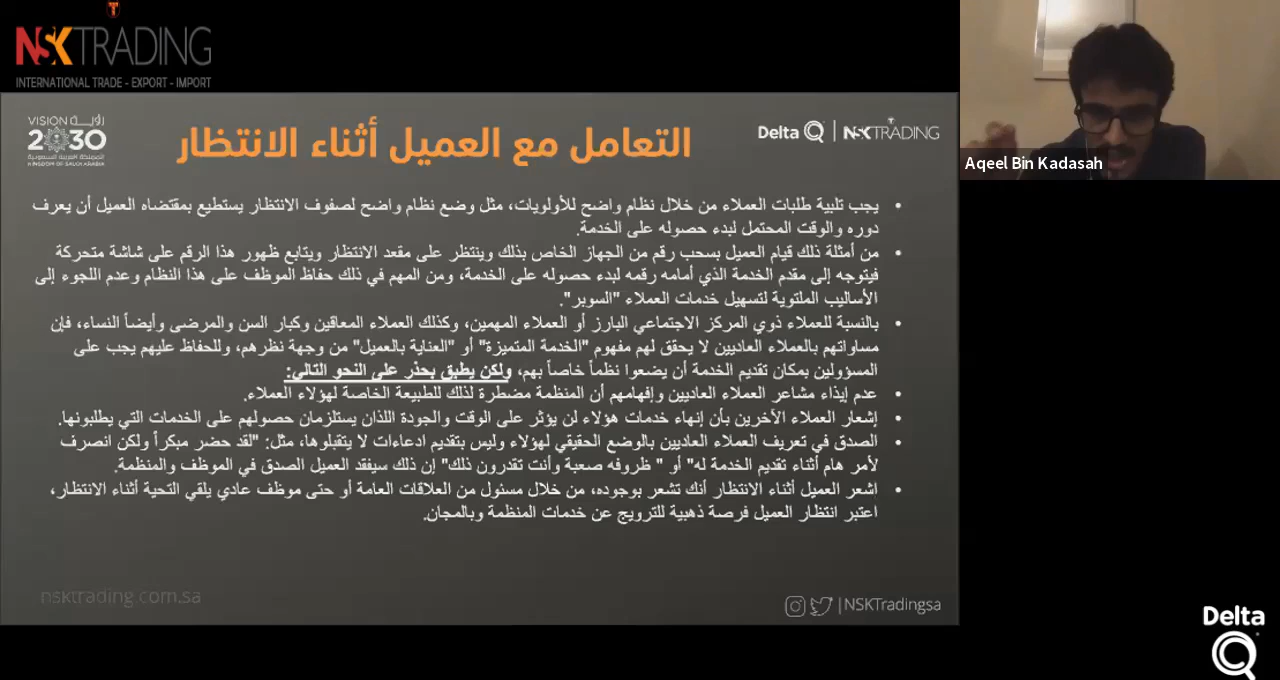 NSKTRADING
INTERNATIONAL TRADE - EXPORT - IMPORT
Aqeel Bin Kadasah
VISION رؤيـة
2030
المملكة العربية السعودية
KINGDOM OF SAUDI ARABIA
Delta Q | NSKTRADING
التعامل مع العميل أثناء الانتظار
• يجب تلبية طلبات العملاء من خلال نظام واضح للأولويات، مثل وضع نظام واضح لصفوف الانتظار يستطيع بمقتضاه العميل أن يعرف
دوره والوقت المحتمل لبدء حصوله على الخدمة.
• من أمثلة ذلك قيام العميل بسحب رقم من الجهاز الخاص بذلك وينتظر على مقعد الانتظار ويتابع ظهور هذا الرقم على شاشة متحركة
فيتوجه إلى مقدم الخدمة الذي أمامه رقمه لبدء حصوله على الخدمة، ومن المهم في ذلك حفاظ الموظف على هذا النظام وعدم اللجوء إلى
الأساليب الملتوية لتسهيل خدمات العملاء "السوبر".
• بالنسبة للعملاء ذوي المركز الاجتماعي البارز أو العملاء المهمين، وكذلك العملاء المعاقين وكبار السن والمرضى وأيضاً النساء، فإن
مساواتهم بالعملاء العاديين لا يحقق لهم مفهوم "الخدمة المتميزة" أو "العناية بالعميل" من وجهة نظرهم، وللحفاظ عليهم يجب على
المسؤولين بمكان تقديم الخدمة أن يضعوا نظماً خاصاً بهم، ولكن يطبق بحذر على النحو التالي:
• عدم إيذاء مشاعر العملاء العاديين وإفهامهم أن المنظمة مضطرة لذلك للطبيعة الخاصة لهؤلاء العملاء.
• إشعار العملاء الآخرين بأن إنهاء خدمات هؤلاء لن يؤثر على الوقت والجودة اللذان يستلزمان حصولهم على الخدمات التي يطلبونها.
• الصدق في تعريف العملاء العاديين بالوضع الحقيقي لهؤلاء وليس بتقديم ادعاءات لا يتقبلوها، مثل: "لقد حضر مبكراً ولكن انصرف
لأمر هام أثناء تقديم الخدمة له" أو " ظروفه صعبة وأنت تقدرون ذلك" إن ذلك سيفقد العميل الصدق في الموظف والمنظمة.
• اشعر العميل أثناء الانتظار أنك تشعر بوجوده، من خلال مسئول من العلاقات العامة أو حتى موظف عادي يلقي التحية أثناء الانتظار،
اعتبر انتظار العميل فرصة ذهبية للترويج عن خدمات المنظمة وبالمجان.
nsktrading.com.sa
|NSKTradingsa
Delta
Q